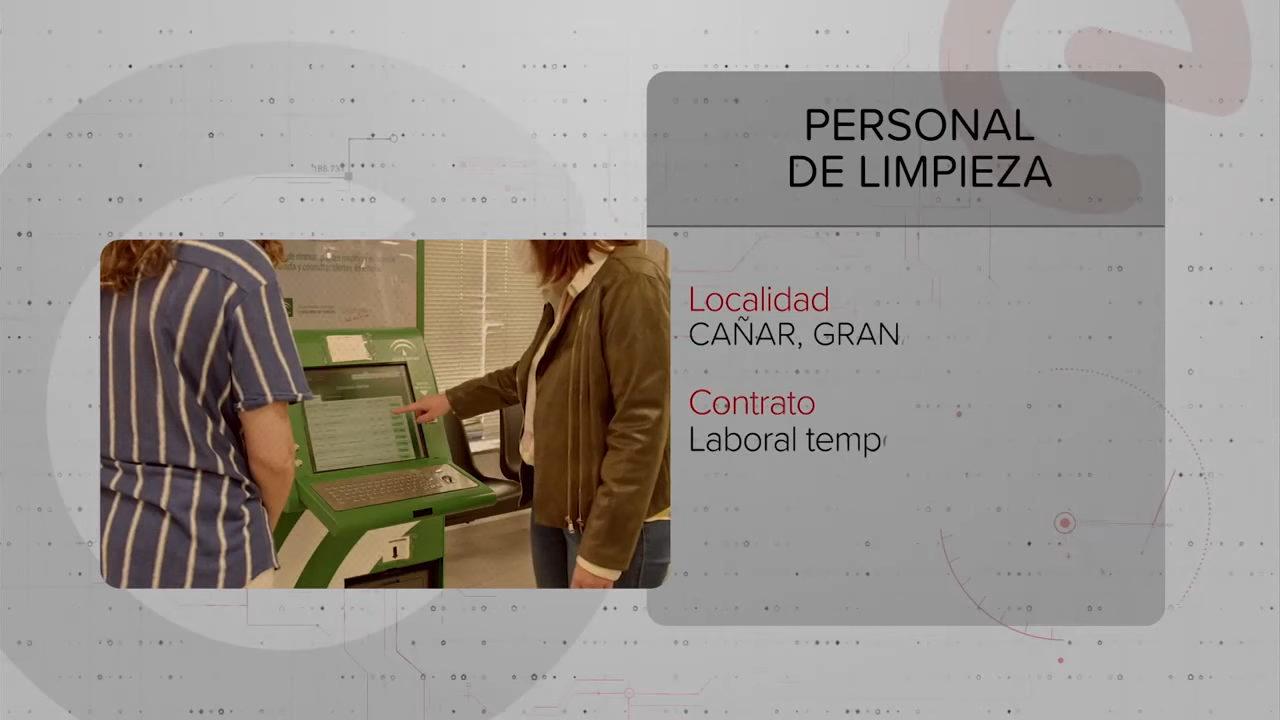 PERSONAL
DE LIMPIEZA
Localidad
CAÑAR, GRAN
Contrato
Laboral temp